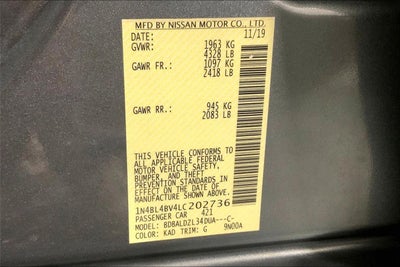 MFD BY NISSAN MOTOR CO., LTD.
DATE: 11/19
GVWR: 1963 KG
4328 LB
GAWR FR.: 1097 KG
2418 LB
GAWR RR.: 945 KG
2083 LB
THIS VEHICLE CONFORMS
TO ALL APPLICABLE FEDERAL
MOTOR VEHICLE SAFETY,
BUMPER, AND THEFT
PREVENTION STANDARDS
IN EFFECT ON THE DATE OF
MANUFACTURE SHOWN ABOVE.
1N4BL4BV4LC202736
PASSENGER CAR 421
MODEL: BDBALDZL34DUA---C-
COLOR: KAD TRIM: G 9N00A